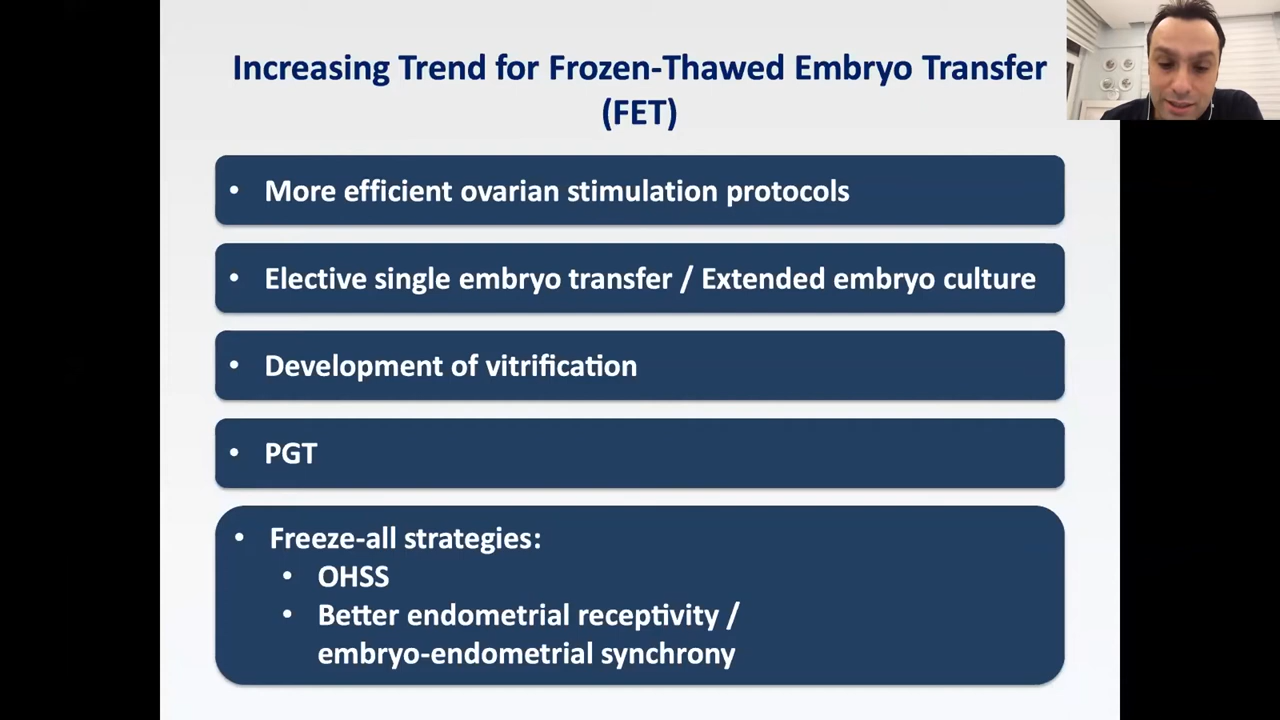 Increasing Trend for Frozen-Thawed Embryo Transfer
(FET)
• More efficient ovarian stimulation protocols
• Elective single embryo transfer / Extended embryo culture
• Development of vitrification
• PGT
• Freeze-all strategies:
• OHSS
• Better endometrial receptivity /
embryo-endometrial synchrony